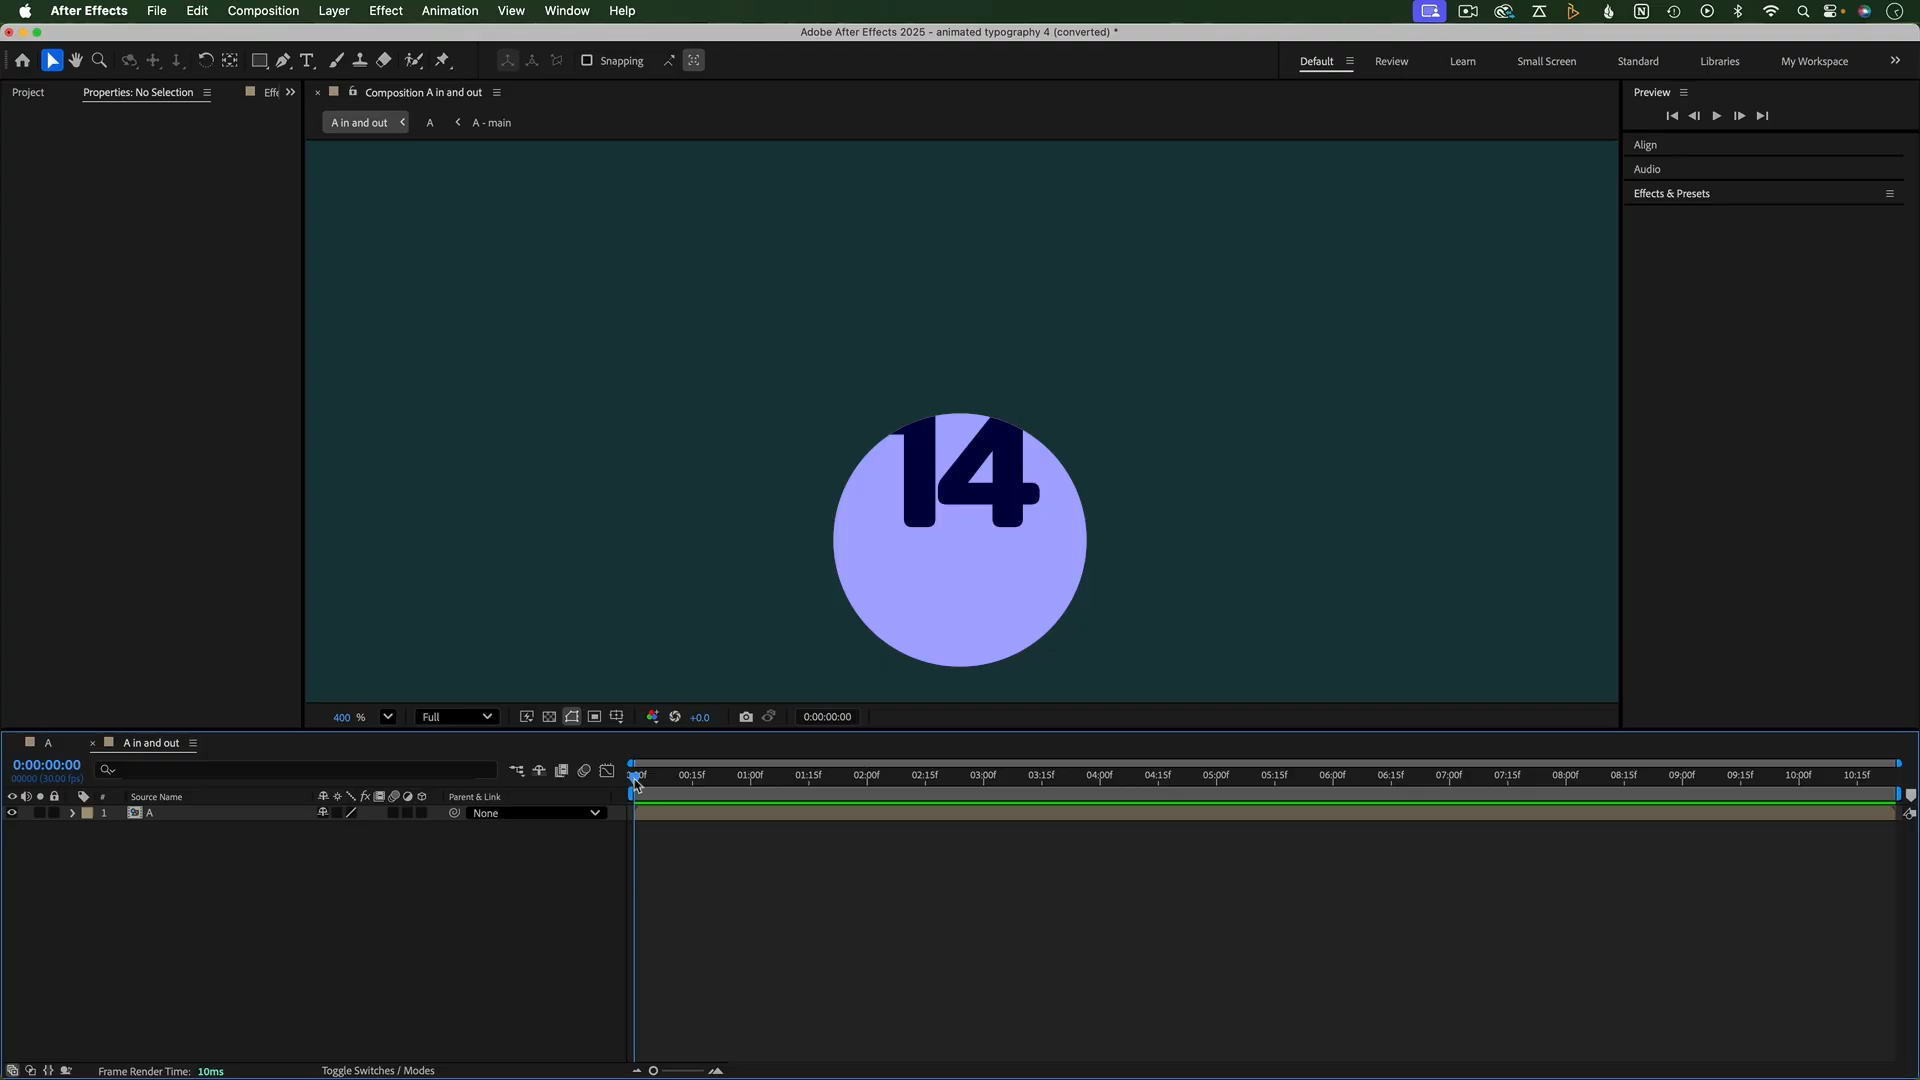 After Effects File Edit Composition Layer Effect Animation View Window Help
Adobe After Effects 2025 - animated typography 4 (converted) *
Snapping
Default Review Learn Small Screen Standard Libraries My Workspace
Project Properties: No Selection
Composition A in and out
Preview
A in and out A A - main
Align
Audio
Effects & Presets
14
400 % Full +0.0 0:00:00:00
A A in and out
0:00:00:00
00000 (30.00 fps)
00:15f 01:00f 01:15f 02:00f 02:15f 03:00f 03:15f 04:00f 04:15f 05:00f 05:15f 06:00f 06:15f 07:00f 07:15f 08:00f 08:15f 09:00f 09:15f 10:00f 10:15f
# Source Name fx Parent & Link
1 A None
Frame Render Time: 10ms Toggle Switches / Modes